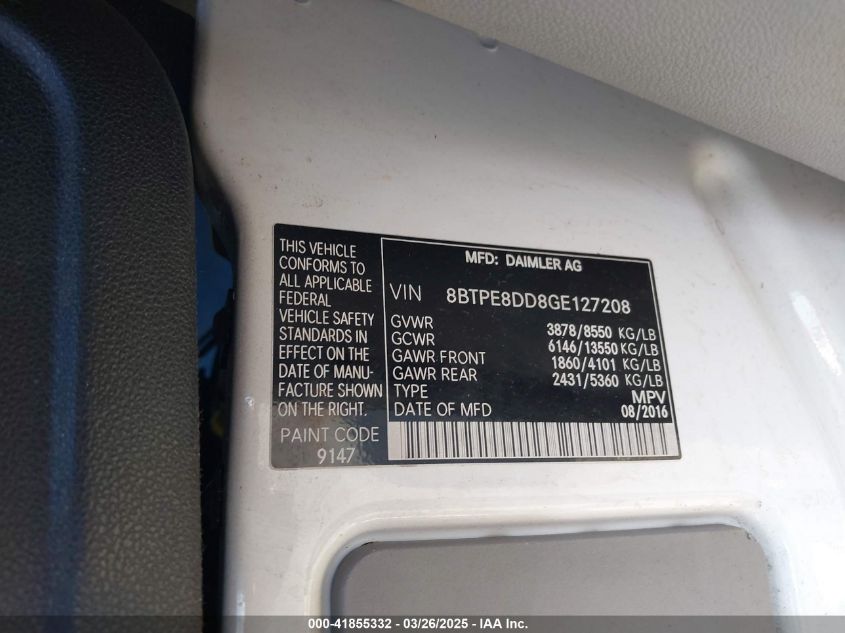 THIS VEHICLE
CONFORMS TO
ALL APPLICABLE
FEDERAL
VEHICLE SAFETY
STANDARDS IN
EFFECT ON THE
DATE OF MANU-
FACTURE SHOWN
ON THE RIGHT.
PAINT CODE
9147
MFD: DAIMLER AG
VIN 8BTPE8DD8GE127208
GVWR 3878/8550 KG/LB
GCWR 6146/13550 KG/LB
GAWR FRONT 1860/4101 KG/LB
GAWR REAR 2431/5360 KG/LB
TYPE MPV
DATE OF MFD 08/2016
000-41855332 - 03/26/2025 - IAA Inc.